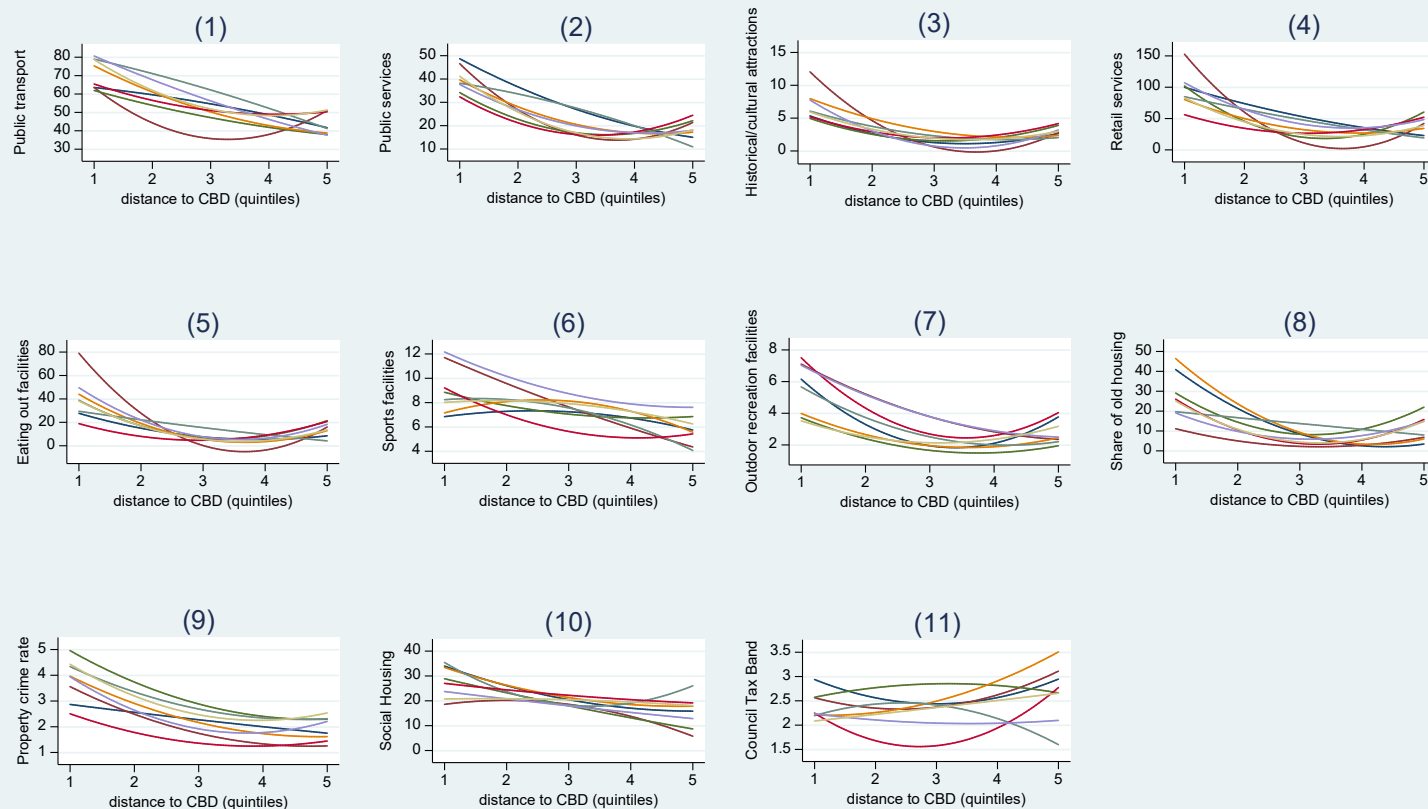 (1)
Public transport
80
70
60
50
40
30
1 2 3 4 5
distance to CBD (quintiles)
(2)
Public services
50
40
30
20
10
1 2 3 4 5
distance to CBD (quintiles)
(3)
Historical/cultural attractions
15
10
5
0
1 2 3 4 5
distance to CBD (quintiles)
(4)
Retail services
150
100
50
0
1 2 3 4 5
distance to CBD (quintiles)
(5)
Eating out facilities
80
60
40
20
0
1 2 3 4 5
distance to CBD (quintiles)
(6)
Sports facilities
12
10
8
6
4
1 2 3 4 5
distance to CBD (quintiles)
(7)
Outdoor recreation facilities
8
6
4
2
1 2 3 4 5
distance to CBD (quintiles)
(8)
Share of old housing
50
40
30
20
10
0
1 2 3 4 5
distance to CBD (quintiles)
(9)
Property crime rate
5
4
3
2
1
1 2 3 4 5
distance to CBD (quintiles)
(10)
Social Housing
40
30
20
10
0
1 2 3 4 5
distance to CBD (quintiles)
(11)
Council Tax Band
3.5
3
2.5
2
1.5
1 2 3 4 5
distance to CBD (quintiles)